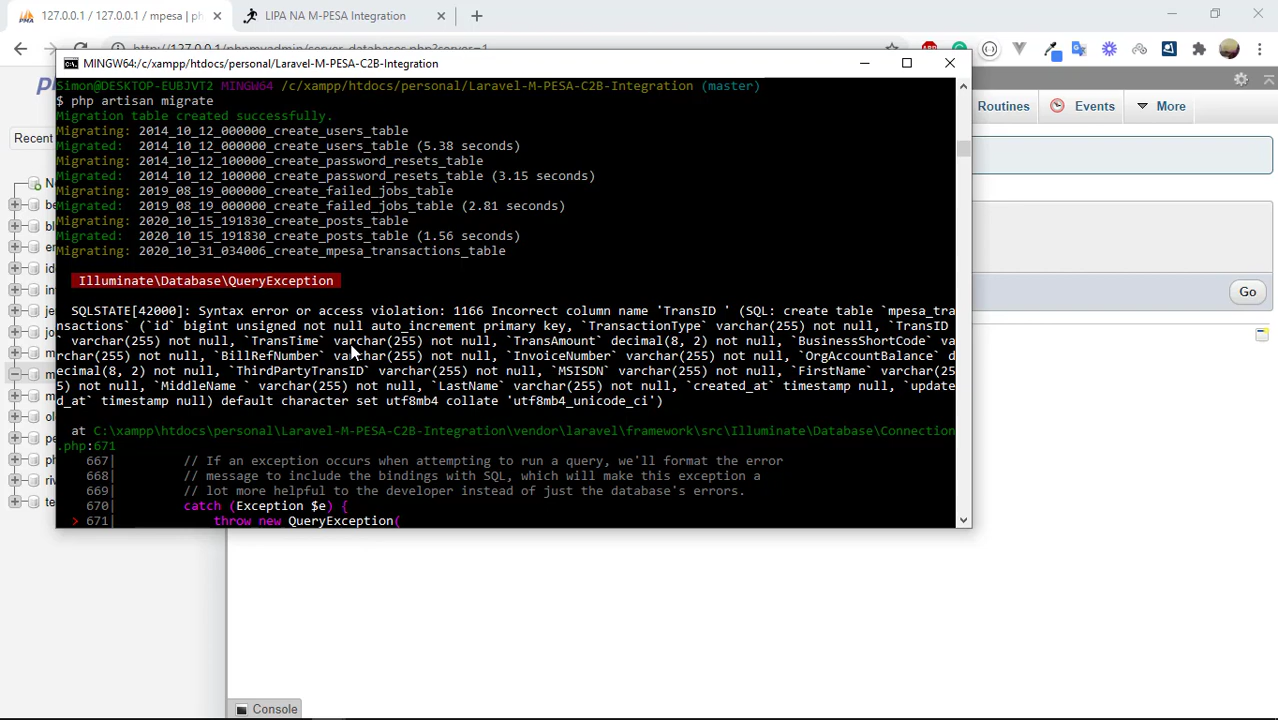 127.0.0.1 / 127.0.0.1 / mpesa | ph
LIPA NA M-PESA Integration
http://127.0.0.1/phpmyadmin/server_databases.php?server=1
MINGW64:/c/xampp/htdocs/personal/Laravel-M-PESA-C2B-Integration
Simon@DESKTOP-EUBJVT2 MINGW64 /c/xampp/htdocs/personal/Laravel-M-PESA-C2B-Integration (master)
$ php artisan migrate
Migration table created successfully.
Migrating: 2014_10_12_000000_create_users_table
Migrated:  2014_10_12_000000_create_users_table (5.38 seconds)
Migrating: 2014_10_12_100000_create_password_resets_table
Migrated:  2014_10_12_100000_create_password_resets_table (3.15 seconds)
Migrating: 2019_08_19_000000_create_failed_jobs_table
Migrated:  2019_08_19_000000_create_failed_jobs_table (2.81 seconds)
Migrating: 2020_10_15_191830_create_posts_table
Migrated:  2020_10_15_191830_create_posts_table (1.56 seconds)
Migrating: 2020_10_31_034006_create_mpesa_transactions_table
Illuminate\Database\QueryException
SQLSTATE[42000]: Syntax error or access violation: 1166 Incorrect column name 'TransID ' (SQL: create table `mpesa_tra
nsactions` (`id` bigint unsigned not null auto_increment primary key, `TransactionType` varchar(255) not null, `TransID
` varchar(255) not null, `TransTime` varchar(255) not null, `TransAmount` decimal(8, 2) not null, `BusinessShortCode` va
rchar(255) not null, `BillRefNumber` varchar(255) not null, `InvoiceNumber` varchar(255) not null, `OrgAccountBalance` d
ecimal(8, 2) not null, `ThirdPartyTransID` varchar(255) not null, `MSISDN` varchar(255) not null, `FirstName` varchar(25
5) not null, `MiddleName ` varchar(255) not null, `LastName` varchar(255) not null, `created_at` timestamp null, `update
d_at` timestamp null) default character set utf8mb4 collate 'utf8mb4_unicode_ci')
at C:\xampp\htdocs\personal\Laravel-M-PESA-C2B-Integration\vendor\laravel\framework\src\Illuminate\Database\Connection
.php:671
667| // If an exception occurs when attempting to run a query, we'll format the error
668| // message to include the bindings with SQL, which will make this exception a
669| // lot more helpful to the developer instead of just the database's errors.
670| catch (Exception $e) {
> 671| throw new QueryException(
Routines
Events
More
Recent
Go
Console